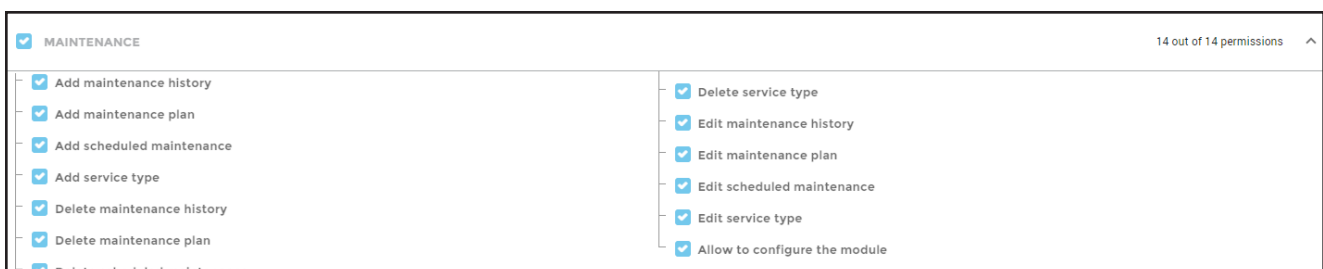 MAINTENANCE
14 out of 14 permissions
Add maintenance history
Add maintenance plan
Add scheduled maintenance
Add service type
Delete maintenance history
Delete maintenance plan
Delete service type
Edit maintenance history
Edit maintenance plan
Edit scheduled maintenance
Edit service type
Allow to configure the module